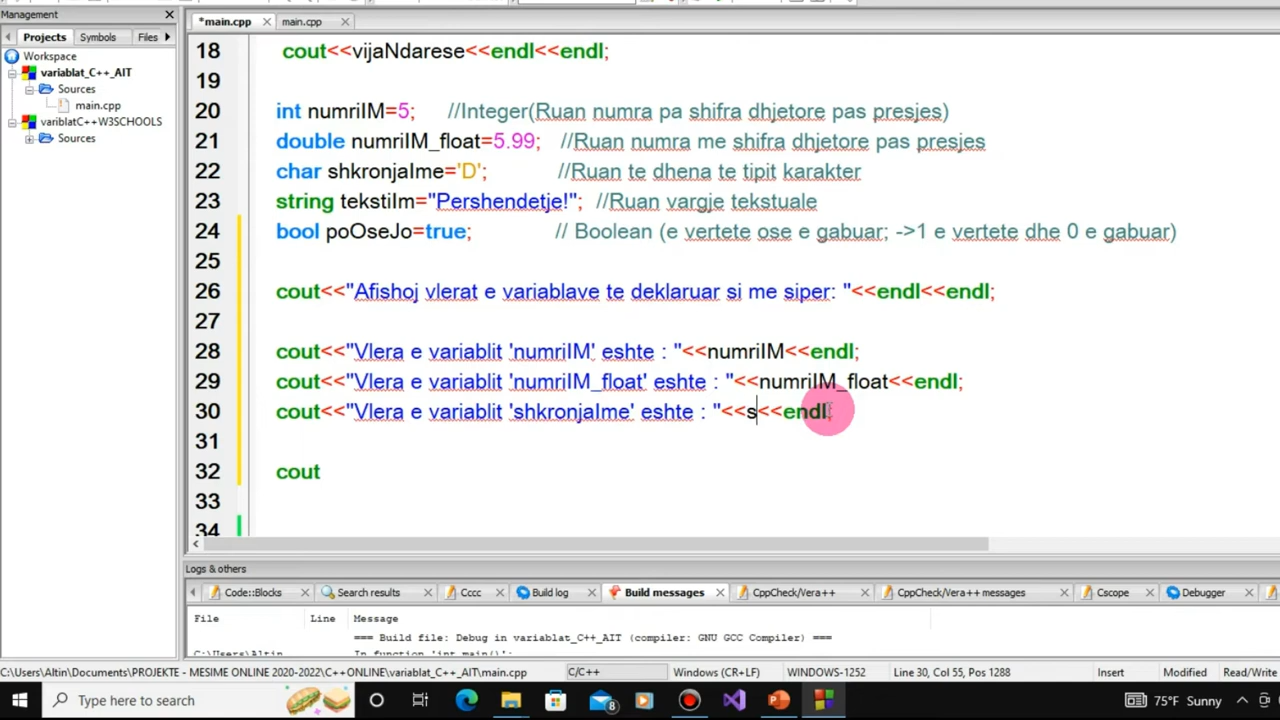 Management
Projects Symbols Files
Workspace
variablat_C++_AIT
Sources
main.cpp
variblatC++W3SCHOOLS
Sources
*main.cpp main.cpp
18 cout<<vijaNdarese<<endl<<endl;
19
20 int numriIM=5; //Integer(Ruan numra pa shifra dhjetore pas presjes)
21 double numriIM_float=5.99; //Ruan numra me shifra dhjetore pas presjes
22 char shkronjaIme='D'; //Ruan te dhena te tipit karakter
23 string tekstiIm="Pershendetje!"; //Ruan vargje tekstuale
24 bool poOseJo=true; // Boolean (e vertete ose e gabuar; ->1 e vertete dhe 0 e gabuar)
25
26 cout<<"Afishoj vlerat e variablave te deklaruar si me siper: "<<endl<<endl;
27
28 cout<<"Vlera e variablit 'numriIM' eshte : "<<numriIM<<endl;
29 cout<<"Vlera e variablit 'numriIM_float' eshte : "<<numriIM_float<<endl;
30 cout<<"Vlera e variablit 'shkronjaIme' eshte : "<<s<<endl;
31
32 cout
33
34
Logs & others
Code::Blocks Search results Cccc Build log Build messages CppCheck/Vera++ CppCheck/Vera++ messages Cscope Debugger
File Line Message
=== Build file: Debug in variablat_C++_AIT (compiler: GNU GCC Compiler) ===
C:\Users\Altin... In function 'int main()':
C:\Users\Altin\Documents\PROJEKTE - MESIME ONLINE 2020-2022\C++ONLINE\variablat_C++_AIT\main.cpp C/C++ Windows (CR+LF) WINDOWS-1252 Line 30, Col 55, Pos 1288 Insert Modified Read/Write
Type here to search 8 75°F Sunny